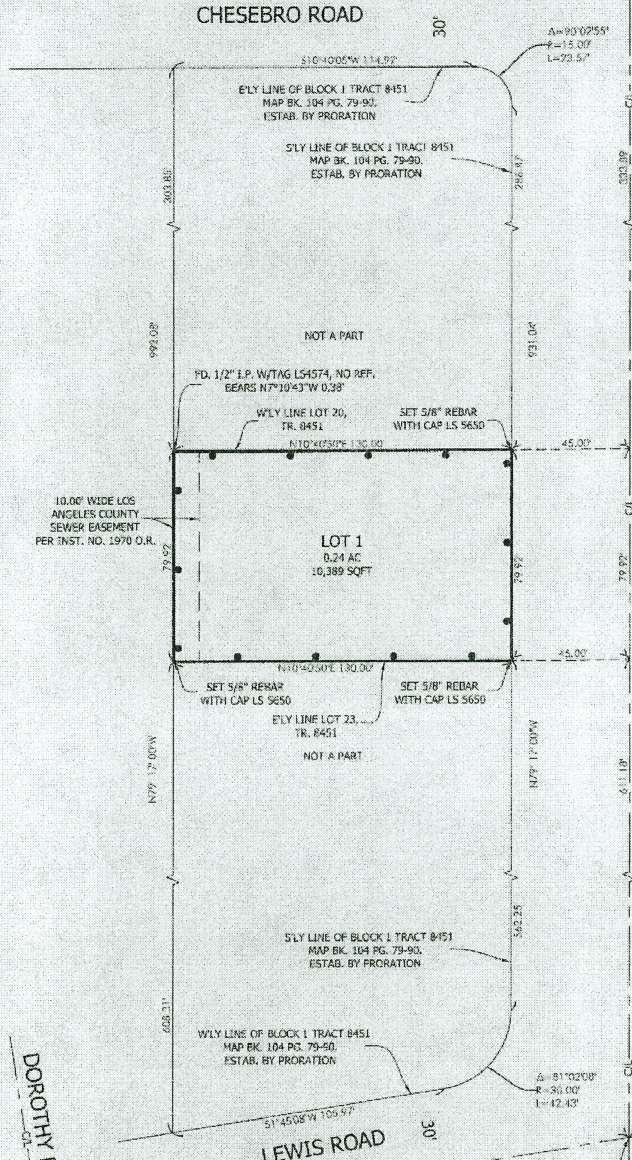 CHESEBRO ROAD
30'
Δ=90°02'55"
R=15.00'
L=23.57'
S10°40'05"W 114.97'
E'LY LINE OF BLOCK 1 TRACT 8451
MAP BK. 104 PG. 79-90.
ESTAB. BY PRORATION
S'LY LINE OF BLOCK 1 TRACT 8451
MAP BK. 104 PG. 79-90.
ESTAB. BY PRORATION
303.85'
286.87'
333.89'
C/L
NOT A PART
992.08'
931.04'
FD. 1/2" I.P. W/TAG LS4574, NO REF.
BEARS N7°10'43"W 0.38'
W'LY LINE LOT 20,
TR. 8451
SET 5/8" REBAR
WITH CAP LS 5650
N10°40'50"E 130.00'
45.00'
10.00' WIDE LOS
ANGELES COUNTY
SEWER EASEMENT
PER INST. NO. 1970 O.R.
79.92'
LOT 1
0.24 AC
10,389 SQFT
79.92'
79.92'
C/L
N10°40'50"E 130.00'
45.00'
SET 5/8" REBAR
WITH CAP LS 5650
SET 5/8" REBAR
WITH CAP LS 5650
E'LY LINE LOT 23,
TR. 8451
NOT A PART
N79° 17' 00"W
N79° 17' 00"W
611.18'
S'LY LINE OF BLOCK 1 TRACT 8451
MAP BK. 104 PG. 79-90.
ESTAB. BY PRORATION
562.25
608.31'
W'LY LINE OF BLOCK 1 TRACT 8451
MAP BK. 104 PG. 79-90.
ESTAB. BY PRORATION
Δ=81°02'08"
R=30.00'
L=42.43'
C/L
S1°45'08"W 105.97'
30'
LEWIS ROAD
DOROTHY
C/L